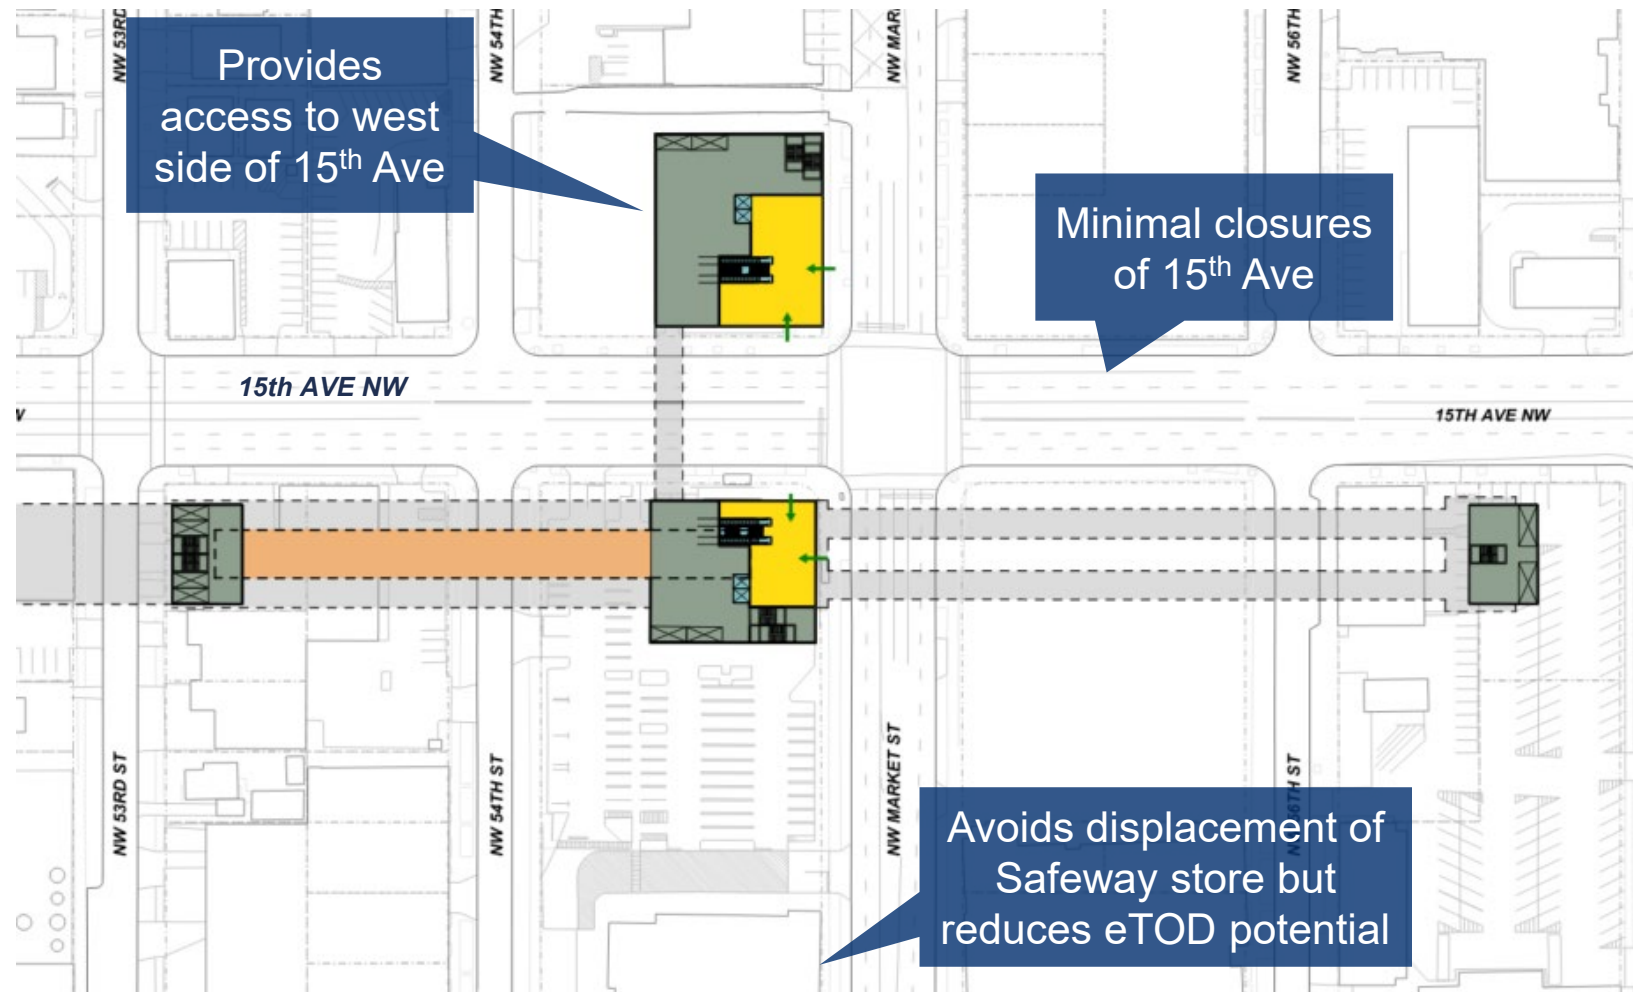 NW 53RD
NW 54TH
NW MAR
NW 56TH
Provides
access to west
side of 15th Ave
Minimal closures
of 15th Ave
15th AVE NW
W
15TH AVE NW
NW 53RD ST
NW 54TH ST
NW MARKET ST
56TH ST
Avoids displacement of
Safeway store but
reduces eTOD potential